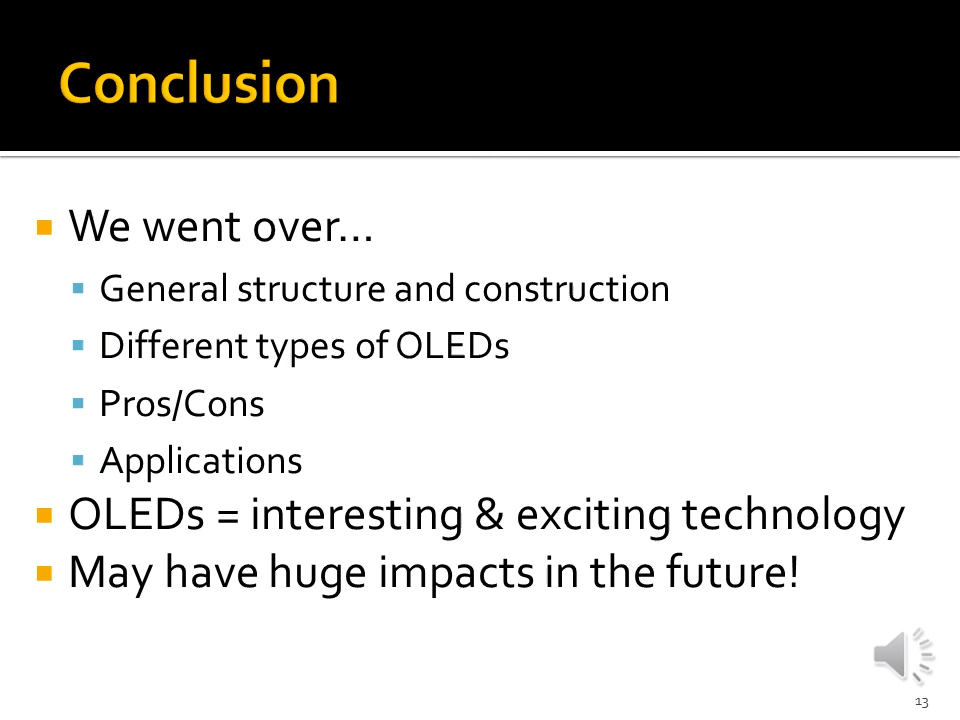 Conclusion
We went over…
General structure and construction
Different types of OLEDs
Pros/Cons
Applications
OLEDs = interesting & exciting technology
May have huge impacts in the future!
13